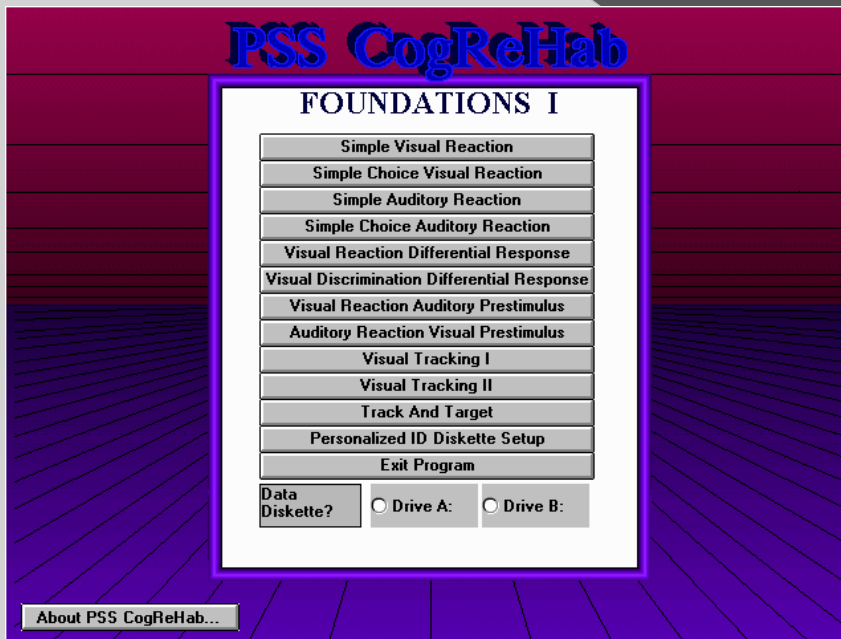 PSS CogReHab
FOUNDATIONS I
Simple Visual Reaction
Simple Choice Visual Reaction
Simple Auditory Reaction
Simple Choice Auditory Reaction
Visual Reaction Differential Response
Visual Discrimination Differential Response
Visual Reaction Auditory Prestimulus
Auditory Reaction Visual Prestimulus
Visual Tracking I
Visual Tracking II
Track And Target
Personalized ID Diskette Setup
Exit Program
Data
Diskette?
Drive A:
Drive B:
About PSS CogReHab...